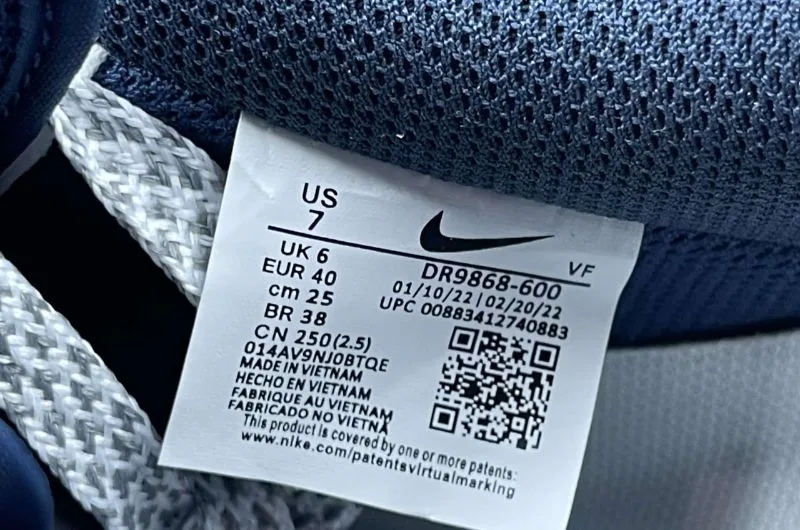 US
7
UK 6
EUR 40
cm 25
BR 38
CN 250(2.5)
014AV9NJ0BTQE
MADE IN VIETNAM
HECHO EN VIETNAM
FABRIQUE AU VIETNAM
FABRICADO NO VIETNÃ
VF
DR9868-600
01/10/22|02/20/22
UPC 00883412740883
This product is covered by one or more patents:
www.nike.com/patentsvirtualmarking